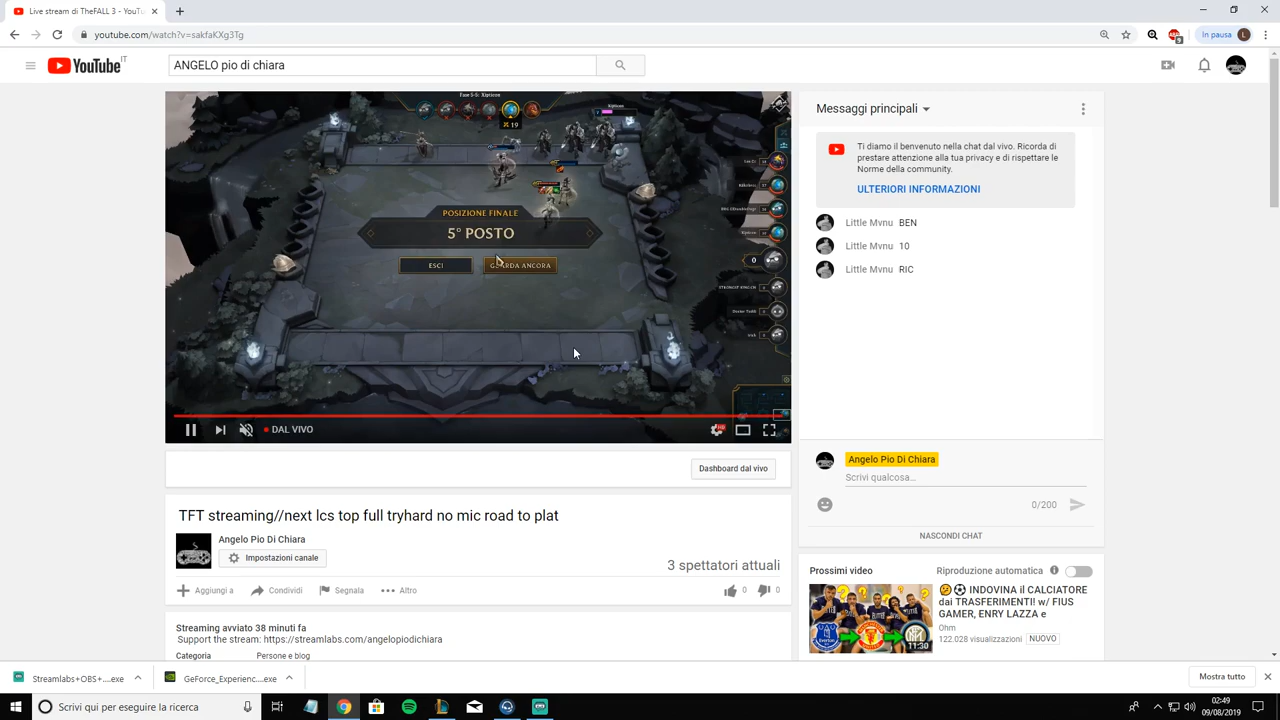 Live stream di TheFALL 3 - YouTu
youtube.com/watch?v=sakfaKXg3Tg
In pausa
L
YouTube IT
ANGELO pio di chiara
Fase 5-5: Kipticon
19
POSIZIONE FINALE
5° POSTO
ESCI
GUARDA ANCORA
0
DAL VIVO
HD
Messaggi principali
Ti diamo il benvenuto nella chat dal vivo. Ricorda di
prestare attenzione alla tua privacy e di rispettare le
Norme della community.
ULTERIORI INFORMAZIONI
Little Mvnu BEN
Little Mvnu 10
Little Mvnu RIC
Angelo Pio Di Chiara
Scrivi qualcosa...
0/200
NASCONDI CHAT
Dashboard dal vivo
TFT streaming//next lcs top full tryhard no mic road to plat
Angelo Pio Di Chiara
Impostazioni canale
3 spettatori attuali
Aggiungi a
Condividi
Segnala
Altro
0
0
Streaming avviato 38 minuti fa
Support the stream: https://streamlabs.com/angelopiodichiara
Categoria Persone e blog
Prossimi video
Riproduzione automatica
INDOVINA il CALCIATORE
dai TRASFERIMENTI! w/ FIUS
GAMER, ENRY LAZZA e
Ohm
122.028 visualizzazioni
NUOVO
11:30
Streamlabs+OBS+....exe
GeForce_Experienc....exe
Mostra tutto
Scrivi qui per eseguire la ricerca
02:49
09/08/2019